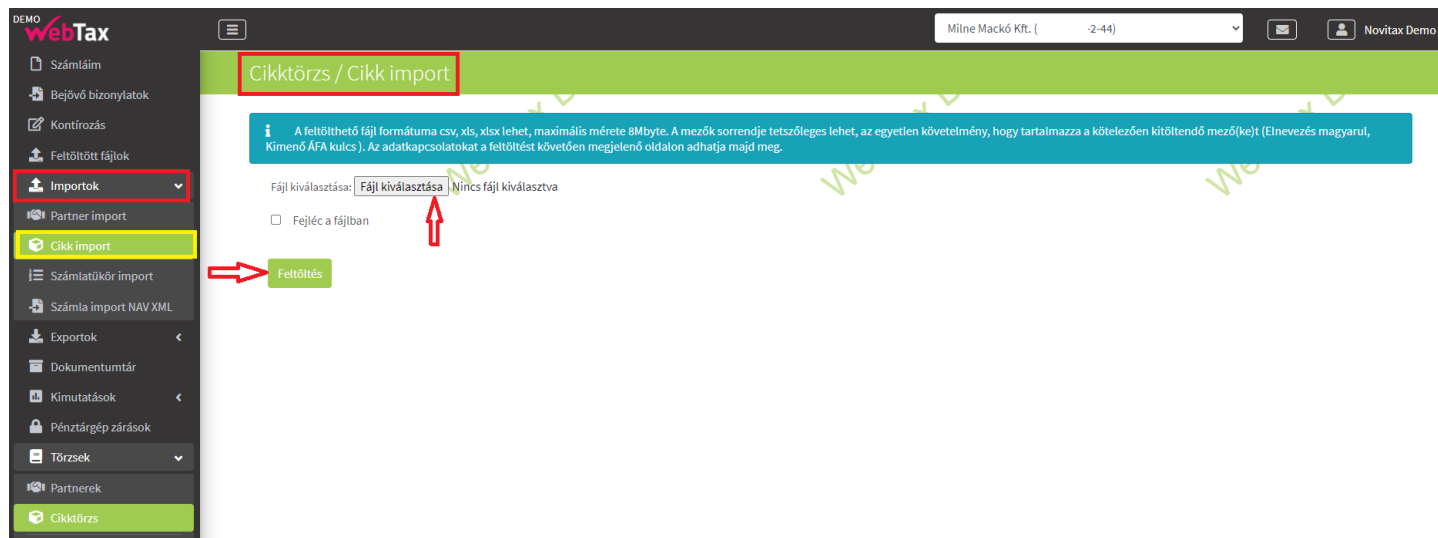 DEMO
WebTax
Milne Mackó Kft. ( -2-44)
Novitax Demo
Számláim
Bejövő bizonylatok
Kontírozás
Feltöltött fájlok
Importok
Partner import
Cikk import
Számlatükör import
Számla import NAV XML
Exportok
Dokumentumtár
Kimutatások
Pénztárgép zárások
Törzsek
Partnerek
Cikktörzs
Cikktörzs / Cikk import
i A feltölthető fájl formátuma csv, xls, xlsx lehet, maximális mérete 8Mbyte. A mezők sorrendje tetszőleges lehet, az egyetlen követelmény, hogy tartalmazza a kötelezően kitöltendő mező(ke)t (Elnevezés magyarul,
Kimenő ÁFA kulcs ). Az adatkapcsolatokat a feltöltést követően megjelenő oldalon adhatja majd meg.
Fájl kiválasztása: Fájl kiválasztása Nincs fájl kiválasztva
Fejléc a fájlban
Feltöltés